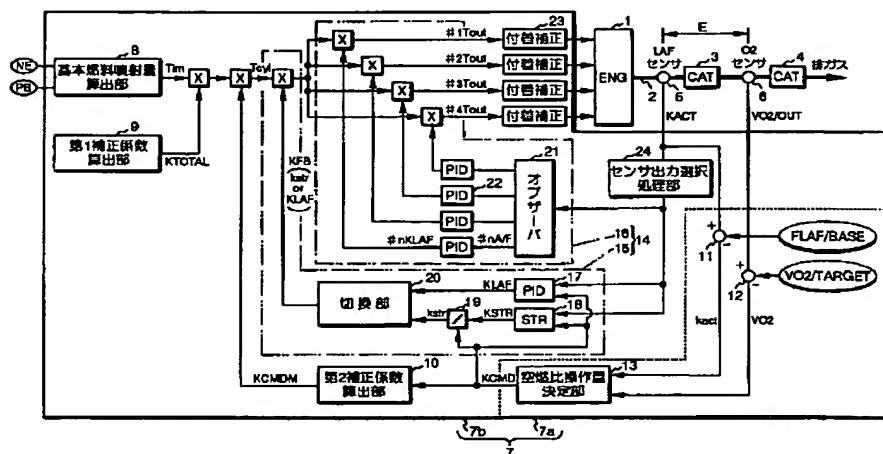 NE
PB
8
基本燃料噴射量
算出部
Tim
Tcyl
9
第1補正係数
算出部
KTOTAL
KFB
(kstr
or
KLAF)
#1Tout
#2Tout
#3Tout
#4Tout
23
付着補正
付着補正
付着補正
付着補正
1
ENG
E
LAF
センサ
O2
センサ
2
5
3
CAT
6
4
CAT
排ガス
KACT
VO2/OUT
24
センサ出力選択
処理部
21
オブザーバ
PID
PID
22
PID
PID
#nKLAF
#nA/F
16
15
14
FLAF/BASE
11
VO2/TARGET
12
+
-
+
-
20
切換部
KLAF
17
PID
kstr
19
KSTR
18
STR
kact
VO2
KCMDM
10
第2補正係数
算出部
KCMD
13
空燃比操作量
決定部
7b
7a
7